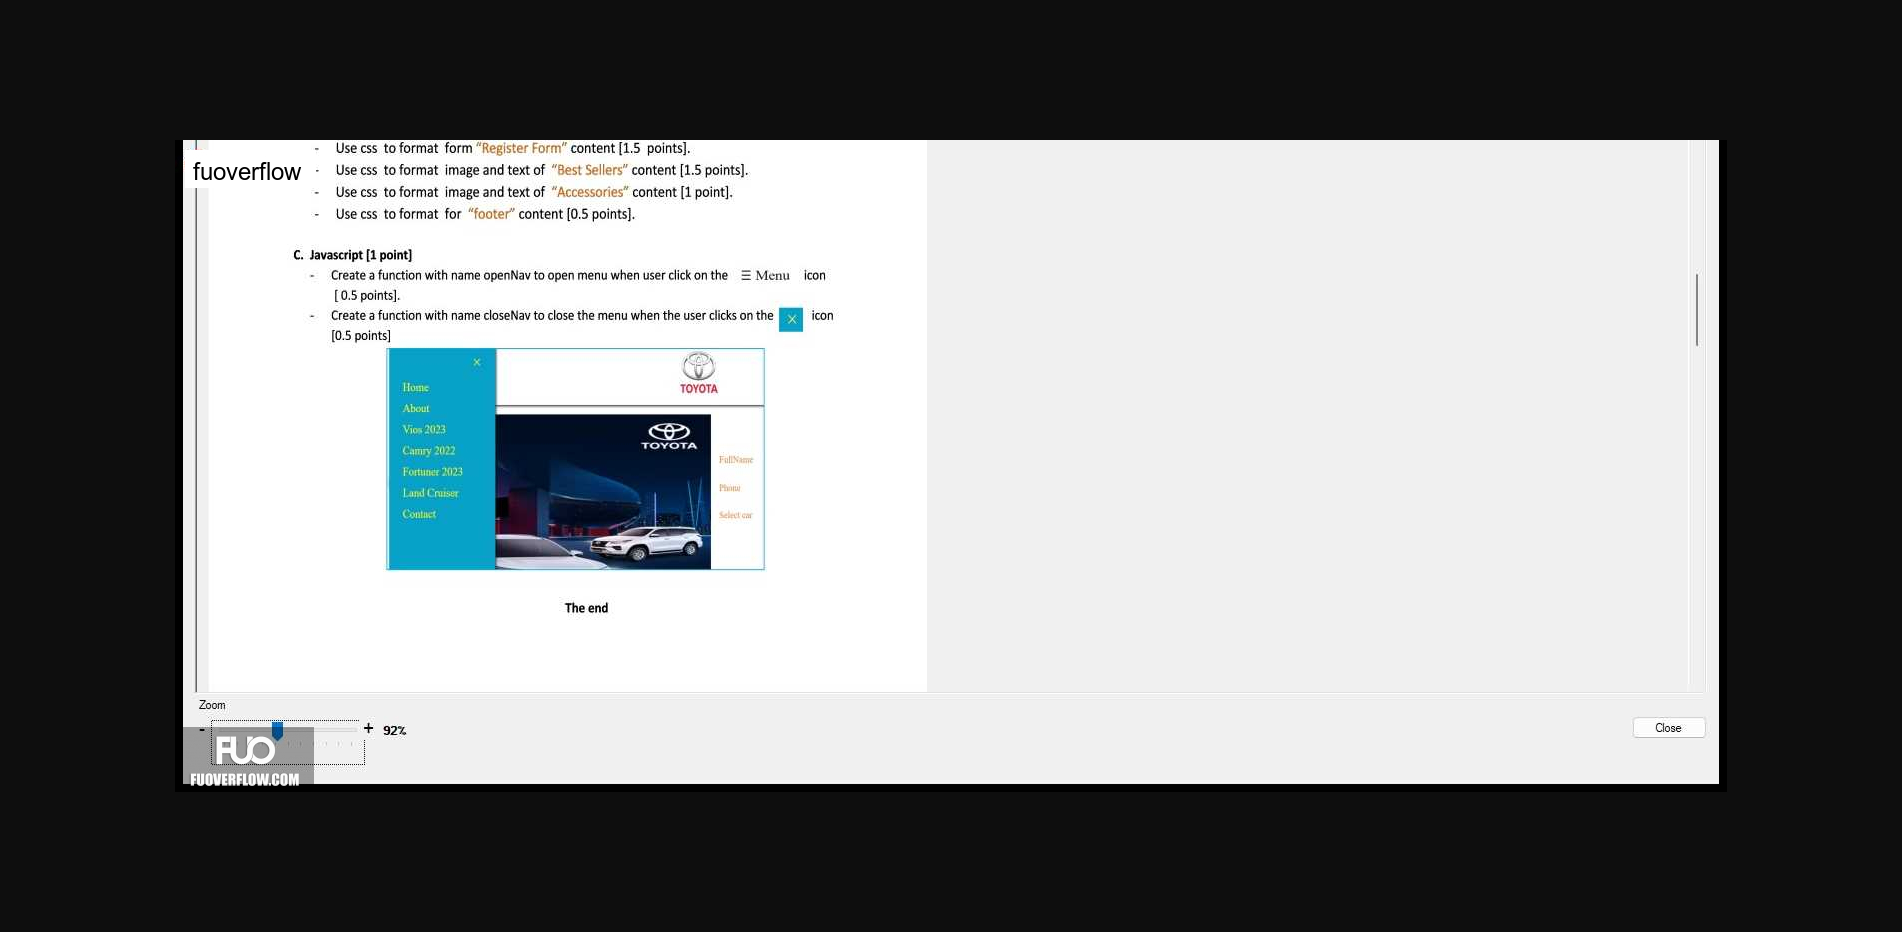 - Use css to format form “Register Form” content [1.5 points].
fuoverflow
- Use css to format image and text of “Best Sellers” content [1.5 points].
- Use css to format image and text of “Accessories” content [1 point].
- Use css to format for “footer” content [0.5 points].
C. Javascript [1 point]
- Create a function with name openNav to open menu when user click on the ☰ Menu icon
[ 0.5 points].
- Create a function with name closeNav to close the menu when the user clicks on the X icon
[0.5 points]
X
TOYOTA
Home
About
Vios 2023
Camry 2022
Fortuner 2023
Land Cruiser
Contact
TOYOTA
FullName
Phone
Select car
The end
Zoom
- + 92%
Close
FUO
FUOVERFLOW.COM